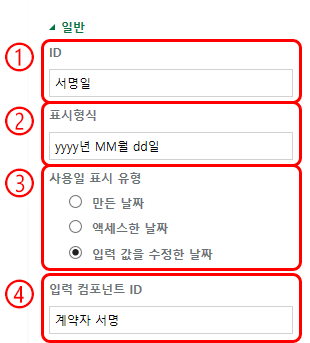 일반
① ID
서명일
② 표시형식
yyyy년 MM월 dd일
③ 사용일 표시 유형
만든 날짜
액세스한 날짜
입력 값을 수정한 날짜
④ 입력 컴포넌트 ID
계약자 서명